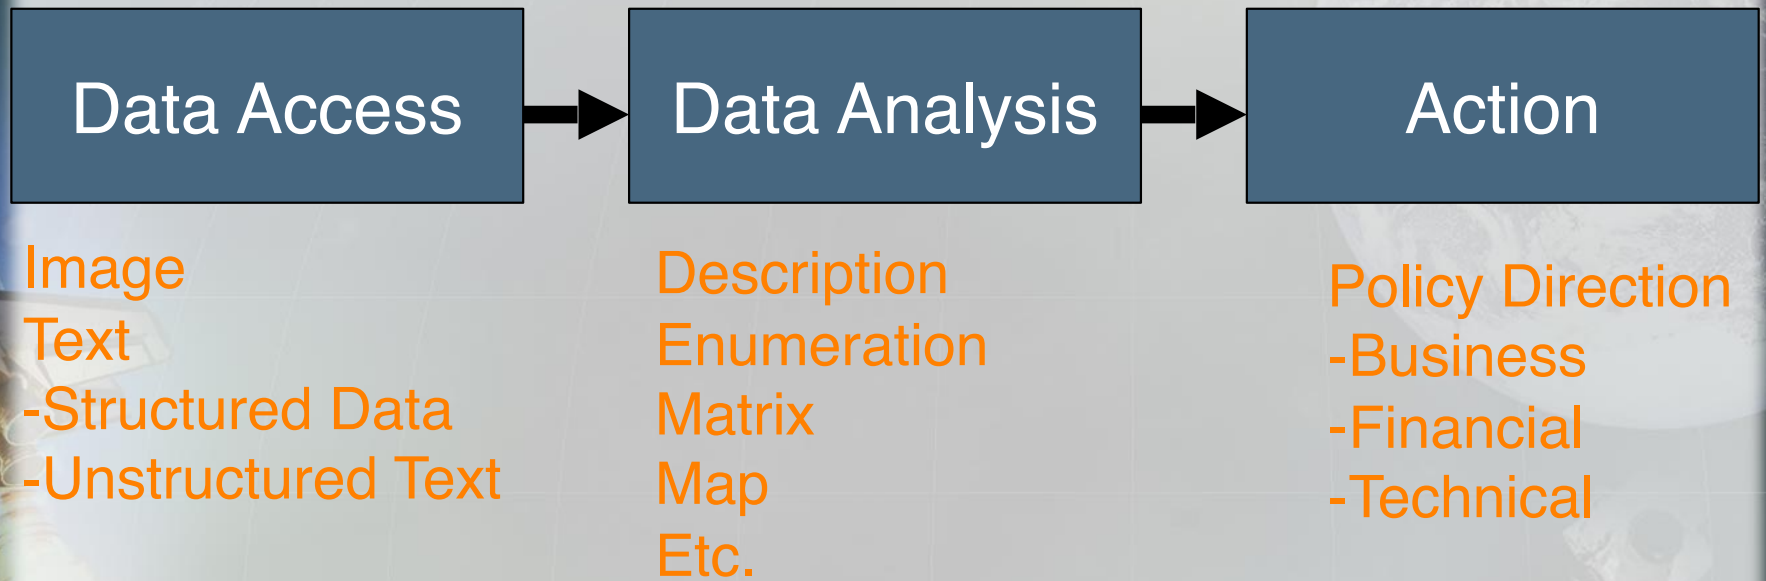 Data Access
Data Analysis
Action
Image
Text
-Structured Data
-Unstructured Text
Description
Enumeration
Matrix
Map
Etc.
Policy Direction
-Business
-Financial
-Technical